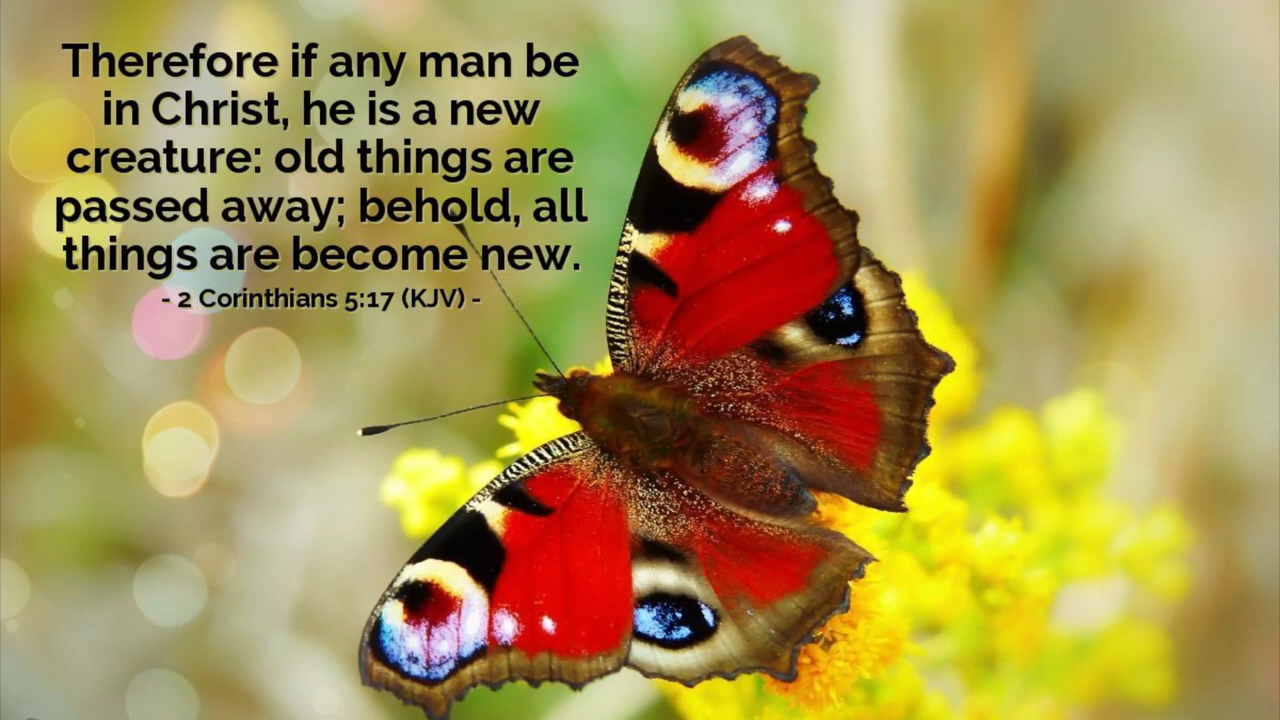 Therefore if any man be
in Christ, he is a new
creature: old things are
passed away; behold, all
things are become new.
- 2 Corinthians 5:17 (KJV) -